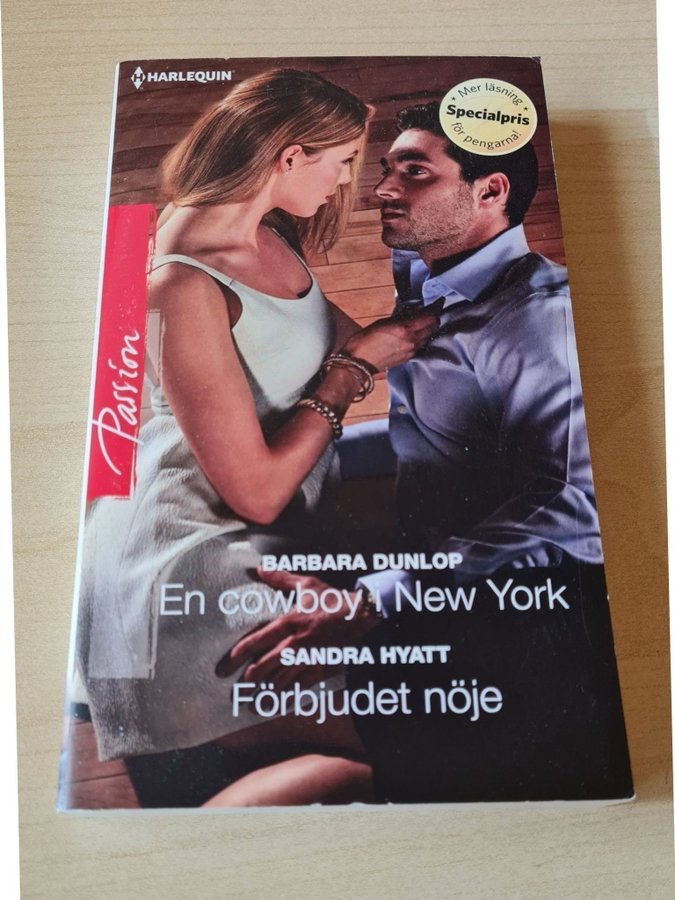 HARLEQUIN
Mer läsning
Specialpris
för pengarna!
Passion
BARBARA DUNLOP
En cowboy i New York
SANDRA HYATT
Förbjudet nöje